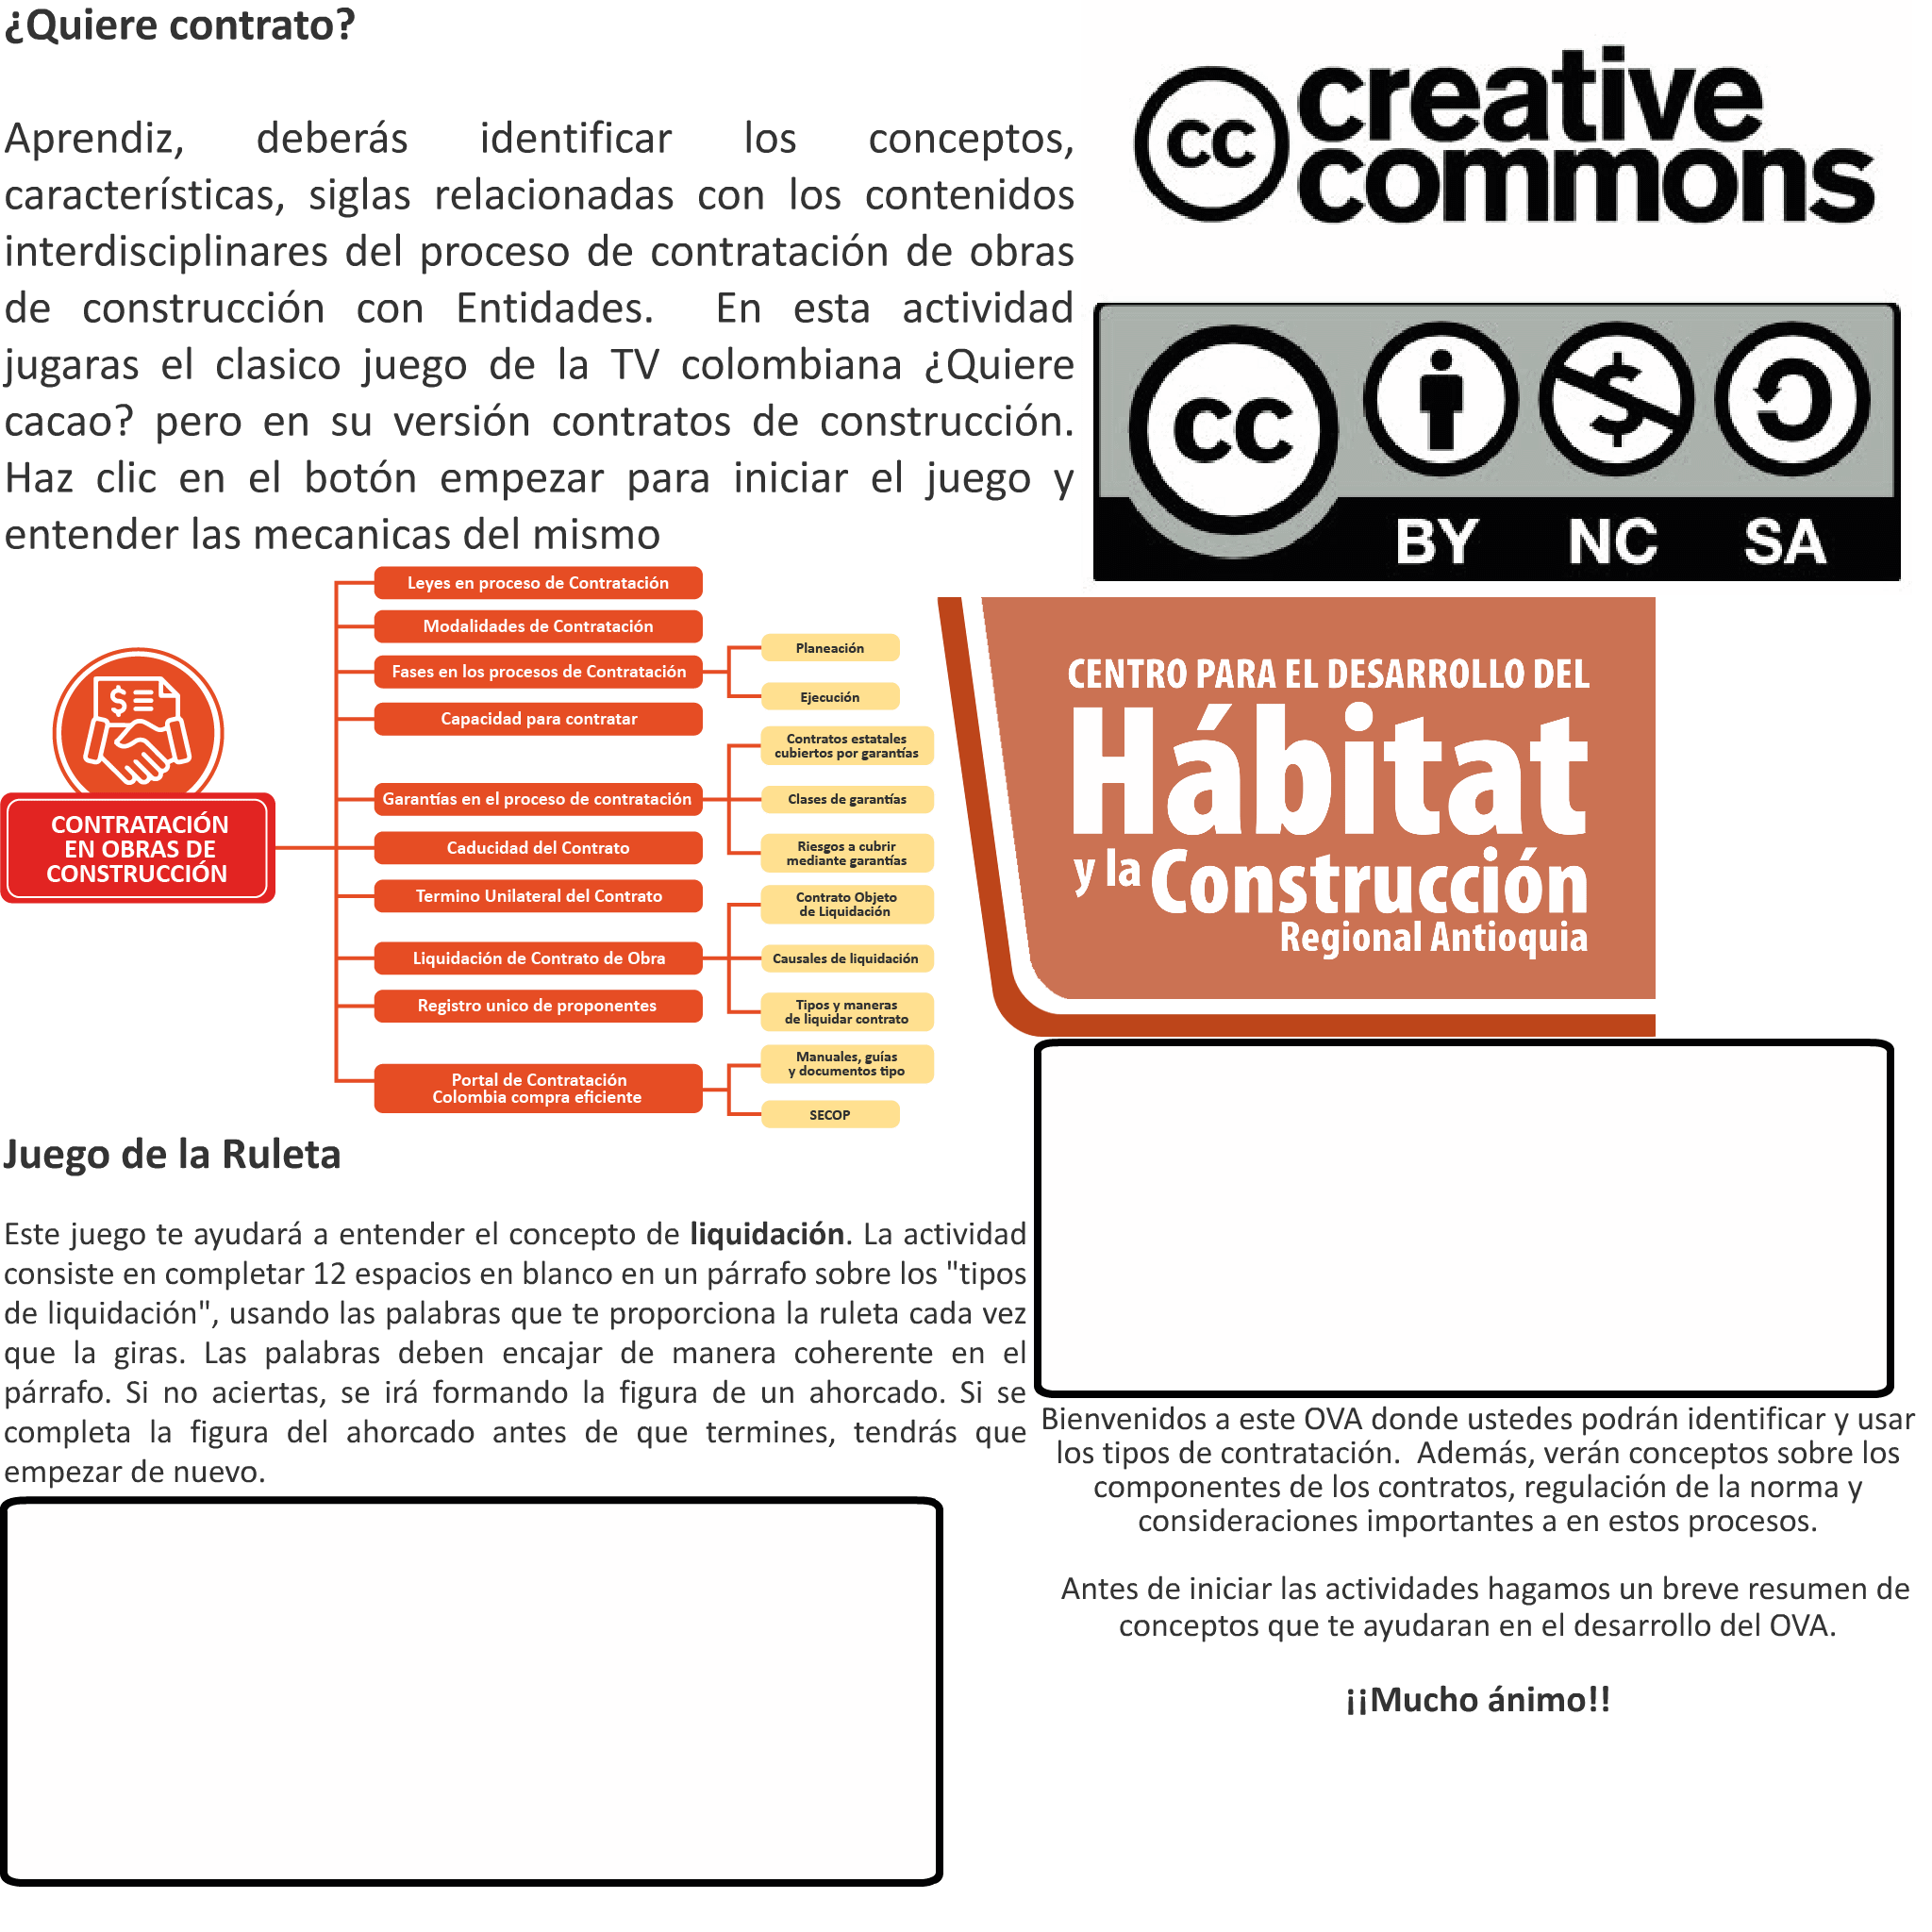 ¿Quiere contrato?
Aprendiz, deberás identificar los conceptos,
características, siglas relacionadas con los contenidos
interdisciplinares del proceso de contratación de obras
de construcción con Entidades. En esta actividad
jugaras el clasico juego de la TV colombiana ¿Quiere
cacao? pero en su versión contratos de construcción.
Haz clic en el botón empezar para iniciar el juego y
entender las mecanicas del mismo
cc creative
commons
cc
BY NC SA
CONTRATACIÓN
EN OBRAS DE
CONSTRUCCIÓN
Leyes en proceso de Contratación
Modalidades de Contratación
Fases en los procesos de Contratación
Planeación
Ejecución
Capacidad para contratar
Garantías en el proceso de contratación
Contratos estatales
cubiertos por garantías
Clases de garantías
Riesgos a cubrir
mediante garantías
Caducidad del Contrato
Termino Unilateral del Contrato
Liquidación de Contrato de Obra
Contrato Objeto
de Liquidación
Causales de liquidación
Tipos y maneras
de liquidar contrato
Registro unico de proponentes
Portal de Contratación
Colombia compra eficiente
Manuales, guías
y documentos tipo
SECOP
CENTRO PARA EL DESARROLLO DEL
Hábitat
y la Construcción
Regional Antioquia
Juego de la Ruleta
Este juego te ayudará a entender el concepto de liquidación. La actividad
consiste en completar 12 espacios en blanco en un párrafo sobre los "tipos
de liquidación", usando las palabras que te proporciona la ruleta cada vez
que la giras. Las palabras deben encajar de manera coherente en el
párrafo. Si no aciertas, se irá formando la figura de un ahorcado. Si se
completa la figura del ahorcado antes de que termines, tendrás que
empezar de nuevo.
Bienvenidos a este OVA donde ustedes podrán identificar y usar
los tipos de contratación. Además, verán conceptos sobre los
componentes de los contratos, regulación de la norma y
consideraciones importantes a en estos procesos.
Antes de iniciar las actividades hagamos un breve resumen de
conceptos que te ayudaran en el desarrollo del OVA.
¡¡Mucho ánimo!!